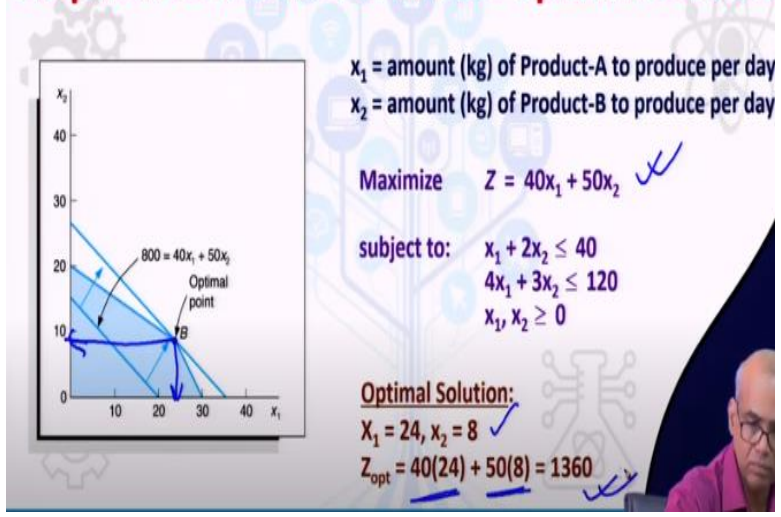 x₁ = amount (kg) of Product-A to produce per day
x₂ = amount (kg) of Product-B to produce per day
Maximize Z = 40x₁ + 50x₂
subject to: x₁ + 2x₂ ≤ 40
4x₁ + 3x₂ ≤ 120
x₁, x₂ ≥ 0
Optimal Solution:
X₁ = 24, x₂ = 8
Zopt = 40(24) + 50(8) = 1360
x₂
40
30
20
10
0
800 = 40x₁ + 50x₂
Optimal
point
B
10 20 30 40 x₁